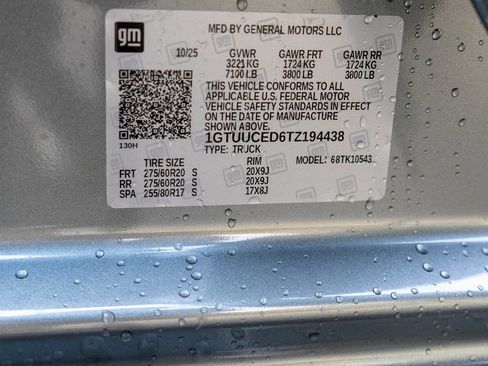 gm
MFD BY GENERAL MOTORS LLC
10/25 GVWR GAWR FRT GAWR RR
3221 KG 1724 KG 1724 KG
7100 LB 3800 LB 3800 LB
THIS VEHICLE CONFORMS TO ALL
APPLICABLE U.S. FEDERAL MOTOR
VEHICLE SAFETY STANDARDS IN EFFECT
ON THE DATE OF MANUFACTURE
SHOWN ABOVE.
1GTUUCED6TZ194438
130H TYPE: TRUCK MODEL: 68TK10543
TIRE SIZE RIM
FRT 275/60R20 S 20X9J
RR 275/60R20 S 20X9J
SPA 255/80R17 S 17X8J